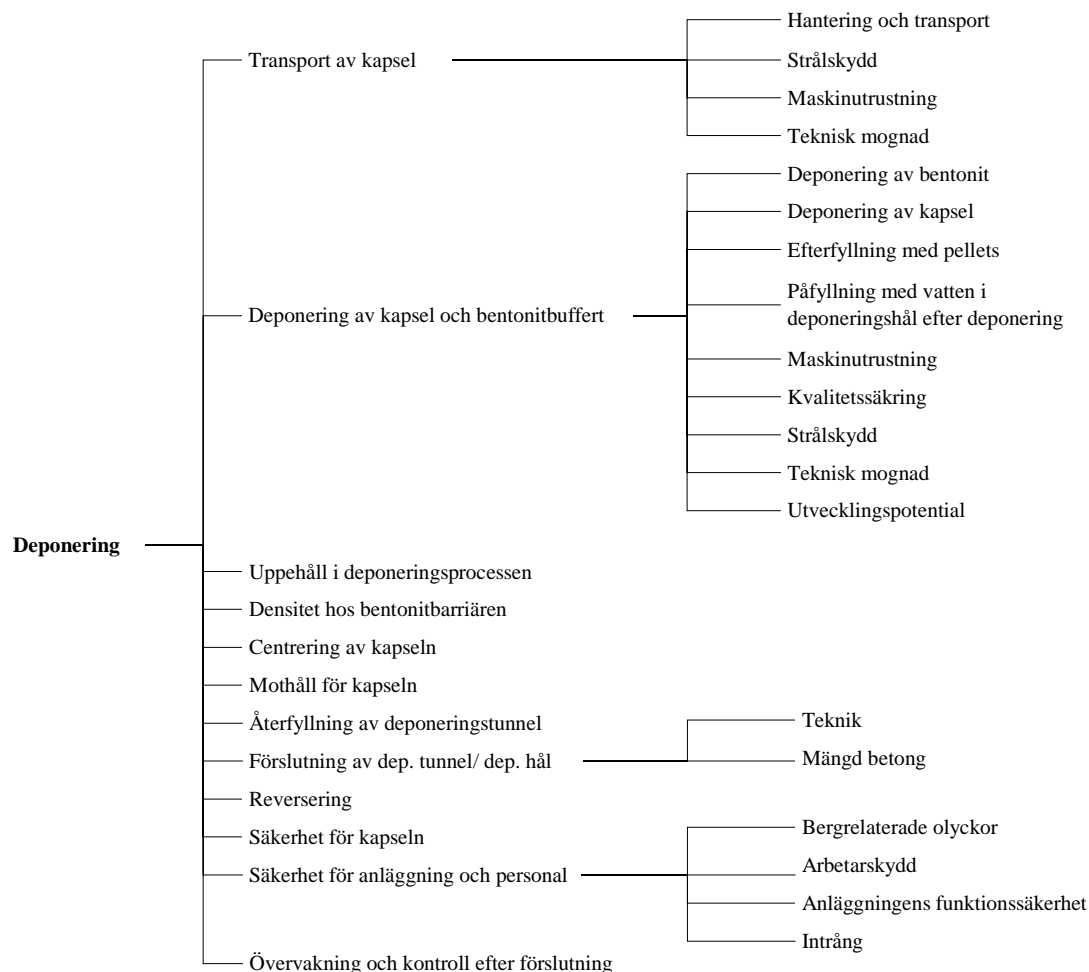 Hantering och transport
Transport av kapsel
Strålskydd
Maskinutrustning
Teknisk mognad
Deponering av bentonit
Deponering av kapsel
Efterfyllning med pellets
Deponering av kapsel och bentonitbuffert
Påfyllning med vatten i
deponeringshål efter deponering
Maskinutrustning
Kvalitetssäkring
Strålskydd
Teknisk mognad
Utvecklingspotential
Deponering
Uppehåll i deponeringsprocessen
Densitet hos bentonitbarriären
Centrering av kapseln
Mothåll för kapseln
Återfyllning av deponeringstunnel
Förslutning av dep. tunnel/ dep. hål
Teknik
Mängd betong
Reversering
Säkerhet för kapseln
Säkerhet för anläggning och personal
Bergrelaterade olyckor
Arbetarskydd
Anläggningens funktionssäkerhet
Intrång
Övervakning och kontroll efter förslutning